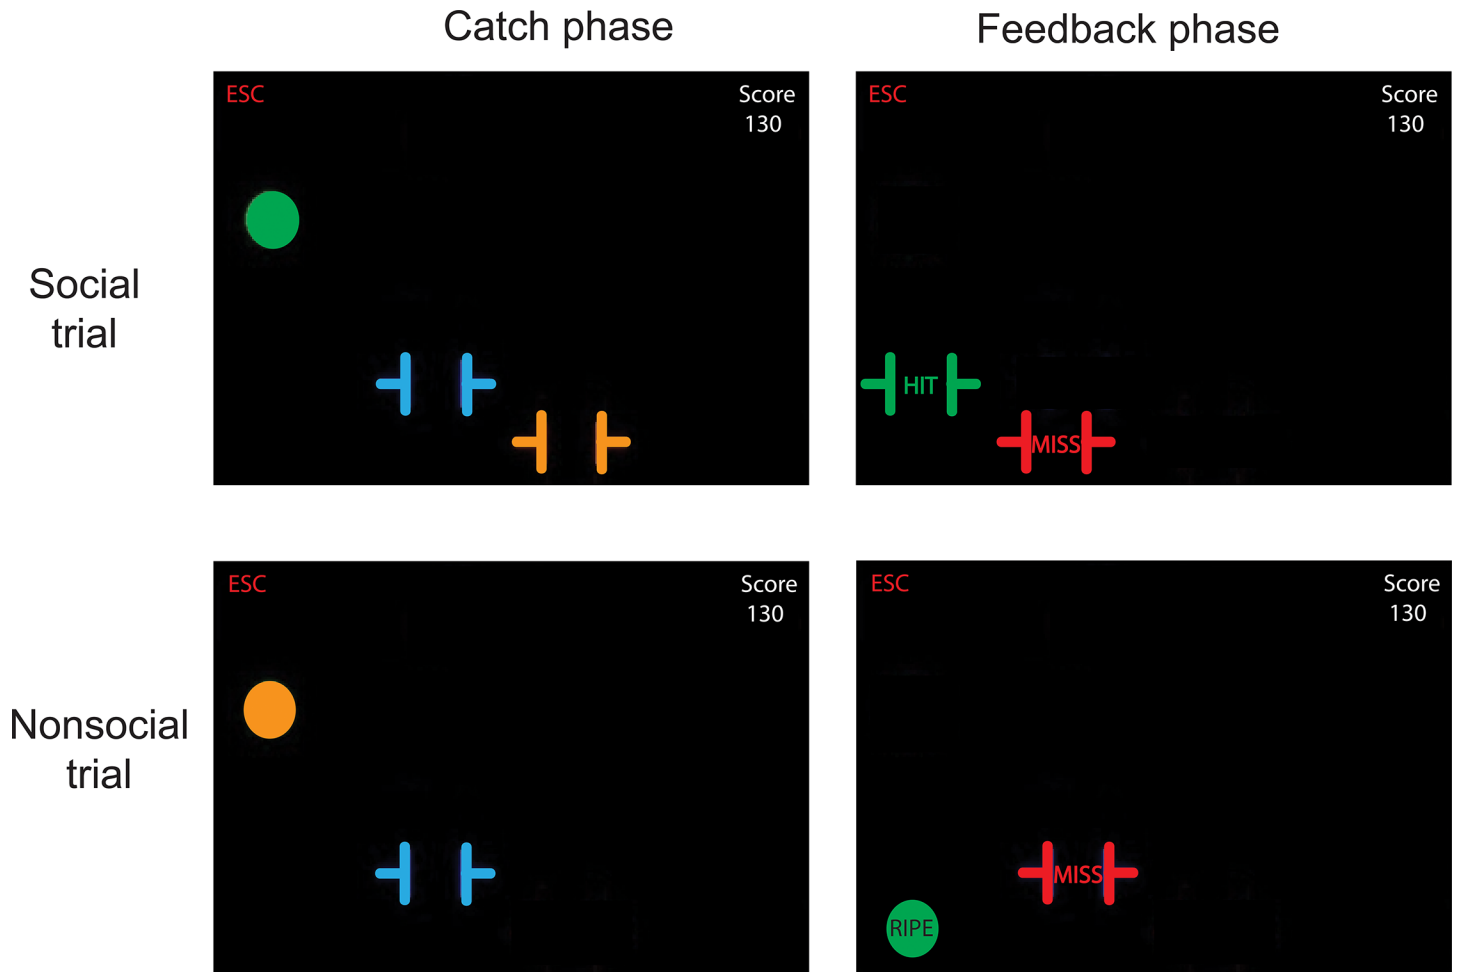 Catch phase
Feedback phase
Social
trial
ESC
Score
130
ESC
Score
130
HIT
MISS
Nonsocial
trial
ESC
Score
130
ESC
Score
130
MISS
RIPE